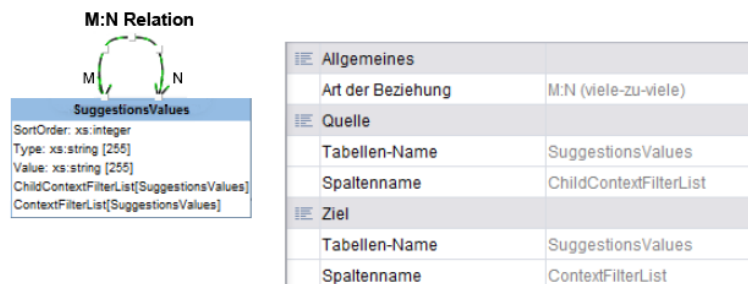 M:N Relation
M
N
SuggestionsValues
SortOrder: xs:integer
Type: xs:string [255]
Value: xs:string [255]
ChildContextFilterList[SuggestionsValues]
ContextFilterList[SuggestionsValues]
Allgemeines
Art der Beziehung M:N (viele-zu-viele)
Quelle
Tabellen-Name SuggestionsValues
Spaltenname ChildContextFilterList
Ziel
Tabellen-Name SuggestionsValues
Spaltenname ContextFilterList